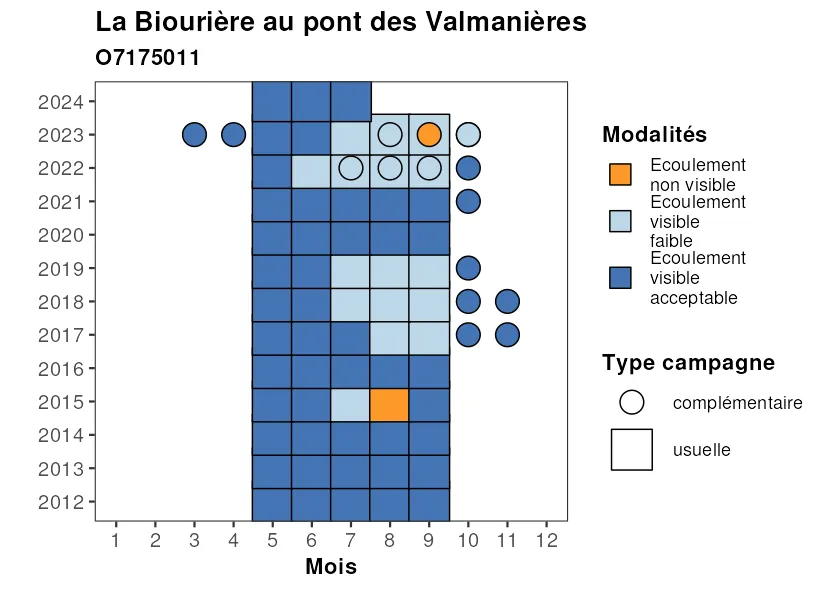 La Biourière au pont des Valmanières
O7175011
2024
2023
2022
2021
2020
2019
2018
2017
2016
2015
2014
2013
2012
1 2 3 4 5 6 7 8 9 10 11 12
Mois
Modalités
Ecoulement
non visible
Ecoulement
visible
faible
Ecoulement
visible
acceptable
Type campagne
complémentaire
usuelle